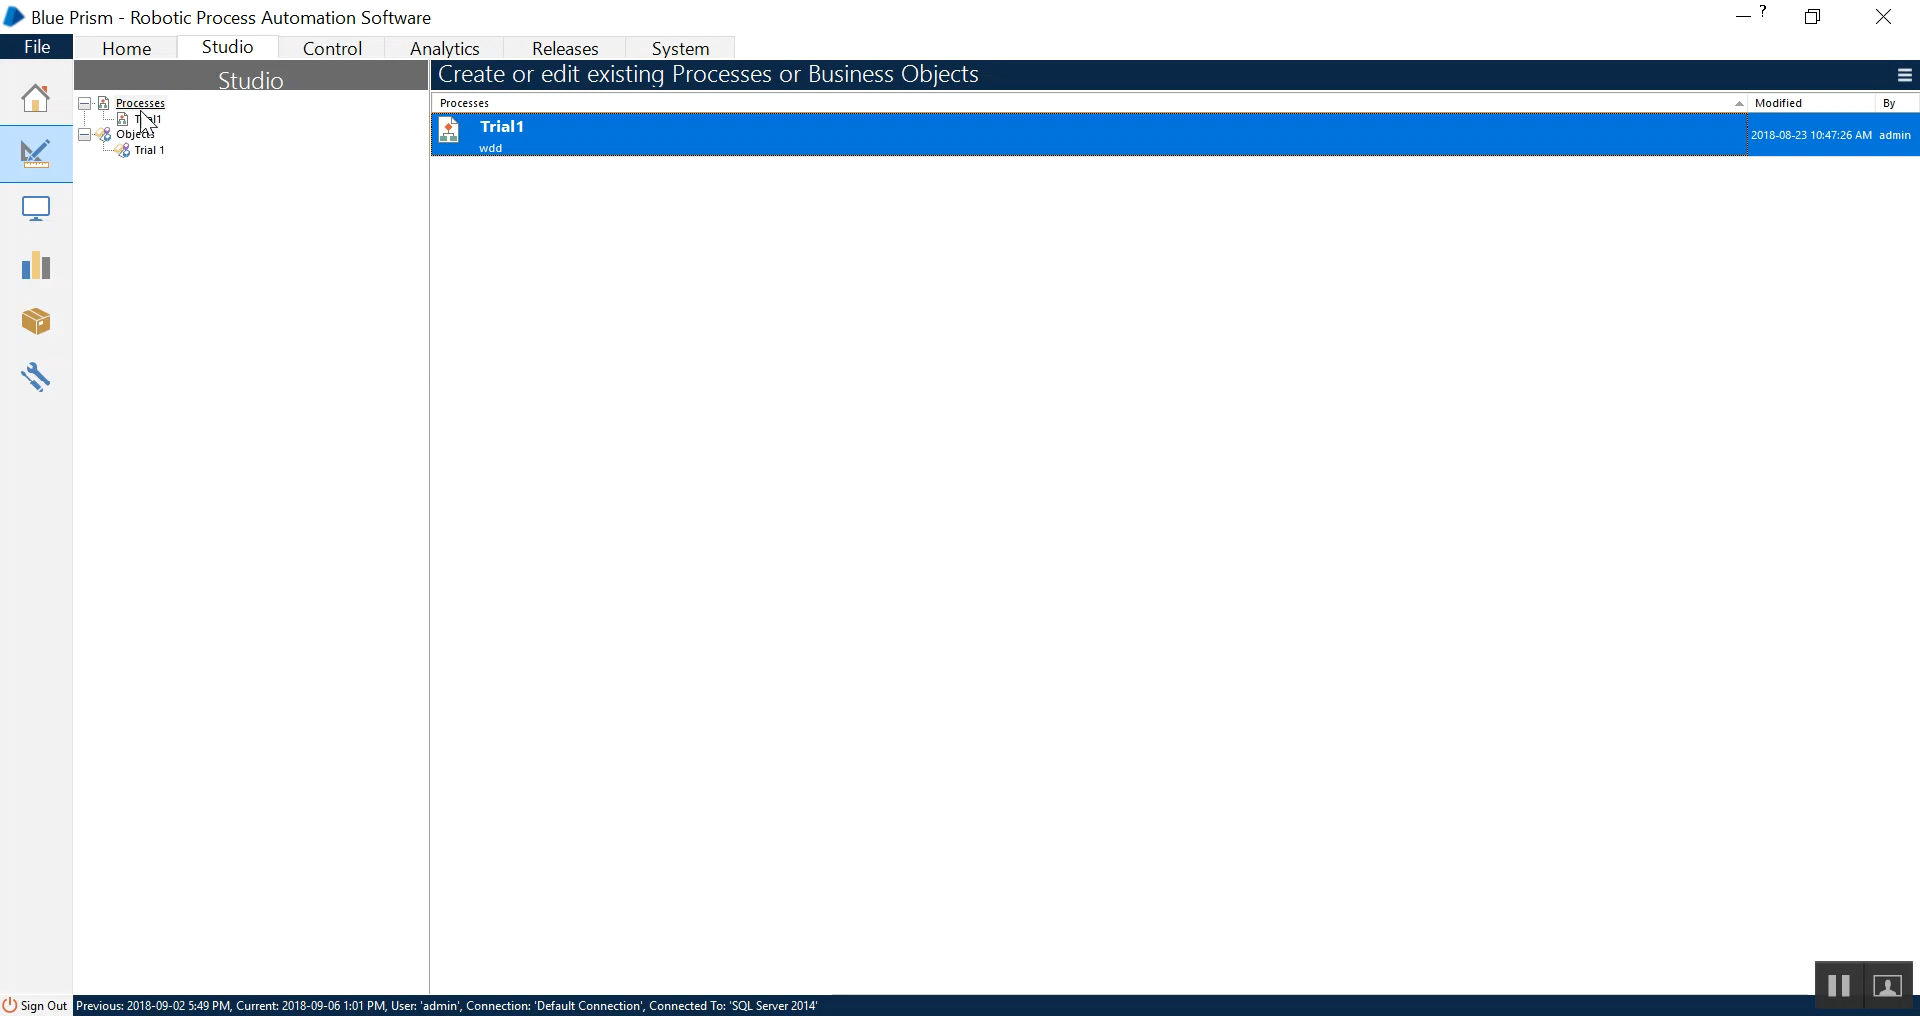 Blue Prism - Robotic Process Automation Software
?
File Home Studio Control Analytics Releases System
Studio
Create or edit existing Processes or Business Objects
Processes
Objects
Trial 1
Processes Modified By
Trial1 2018-08-23 10:47:26 AM admin
wdd
Sign Out Previous: 2018-09-02 5:49 PM, Current: 2018-09-06 1:01 PM, User: 'admin', Connection: 'Default Connection', Connected To: 'SQL Server 2014'